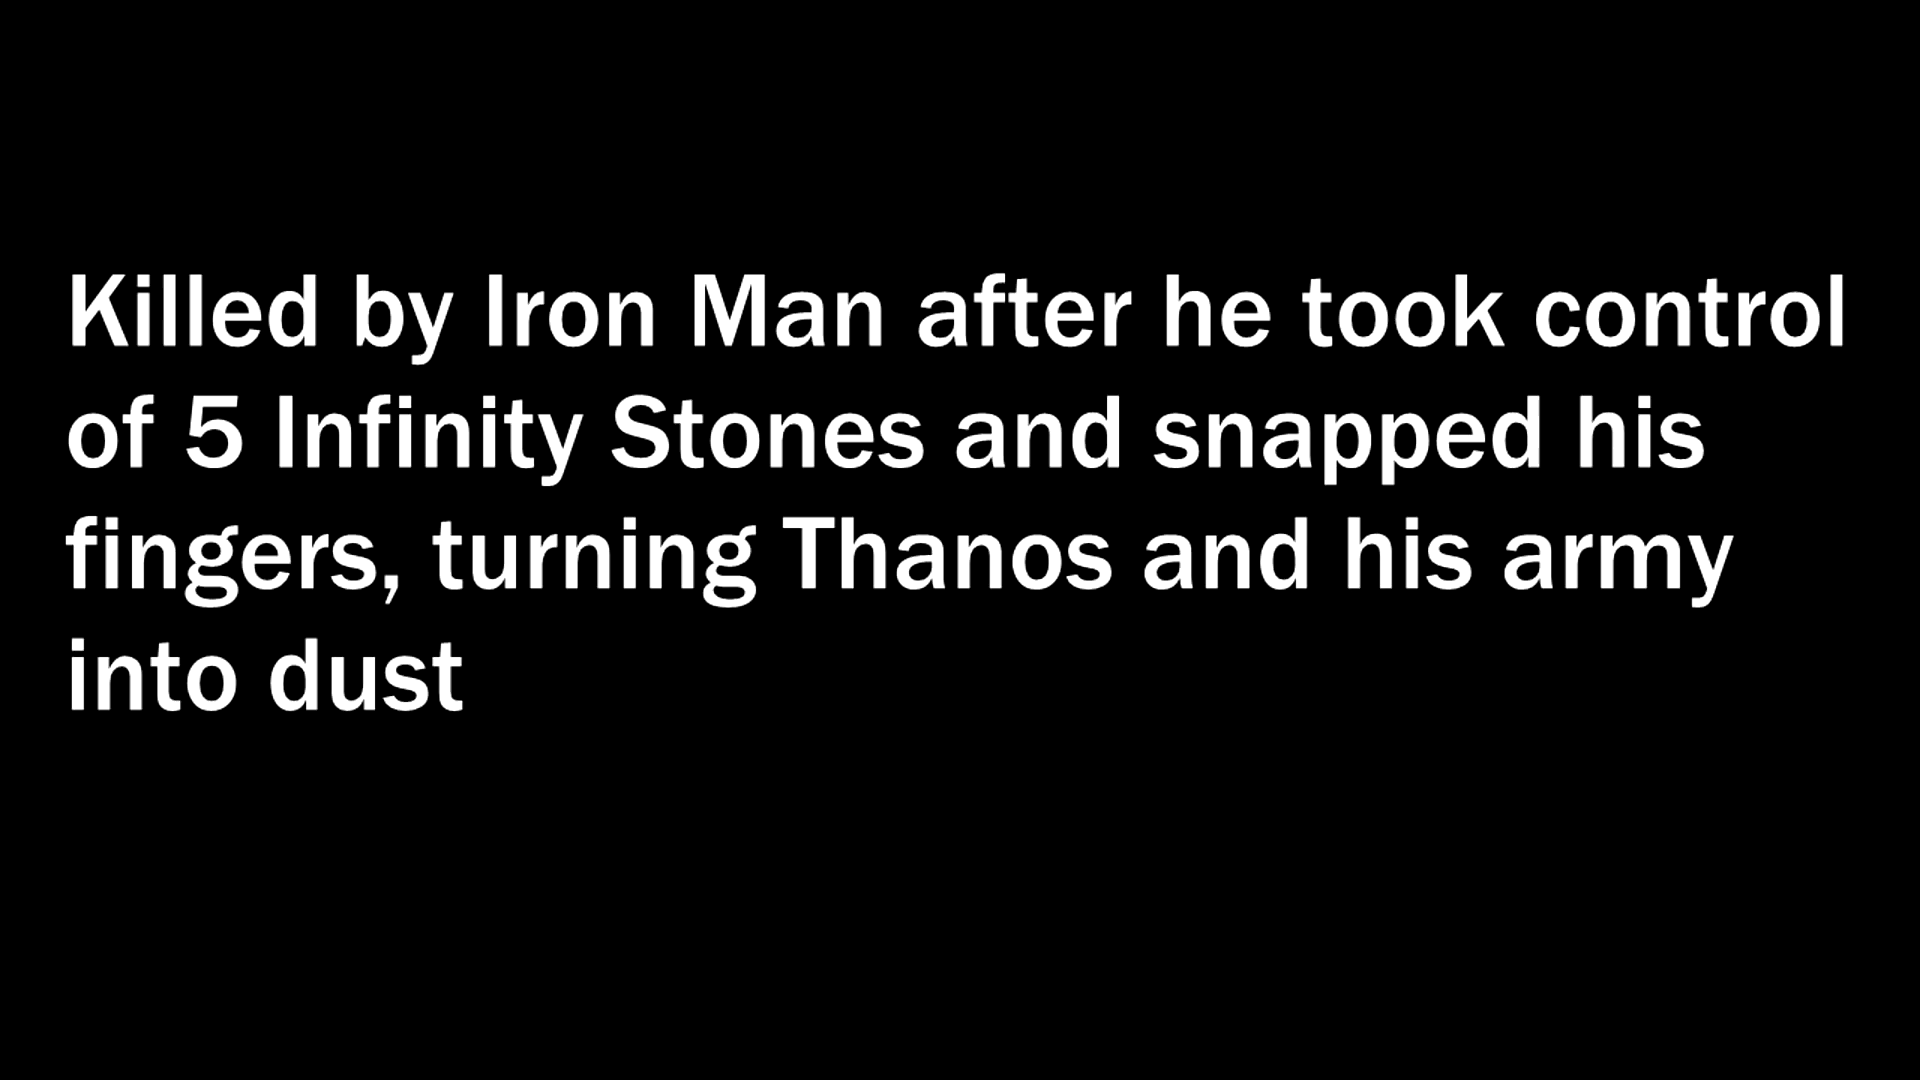 Killed by Iron Man after he took control
of 5 Infinity Stones and snapped his
fingers, turning Thanos and his army
into dust